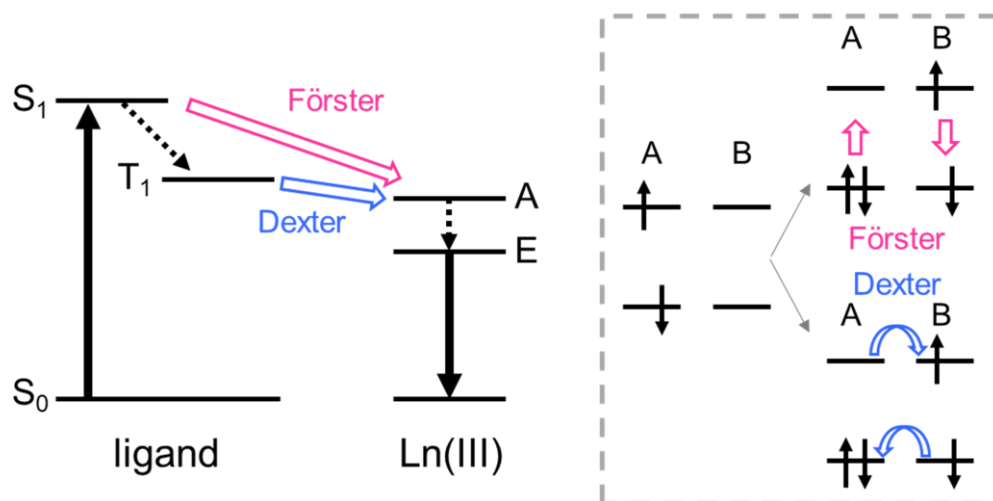 S1
Förster
T1
Dexter
A
E
S0
ligand
Ln(III)
A B
A B
Förster
Dexter
A B